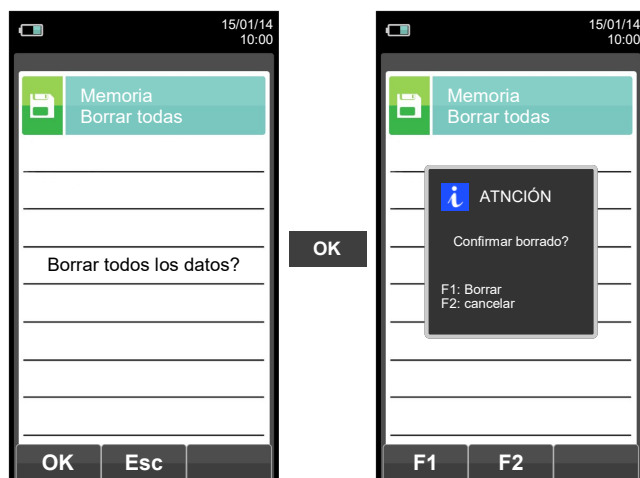 15/01/14
10:00
Memoria
Borrar todas
Borrar todos los datos?
OK Esc
OK
15/01/14
10:00
Memoria
Borrar todas
i ATNCIÓN
Confirmar borrado?
F1: Borrar
F2: cancelar
F1 F2